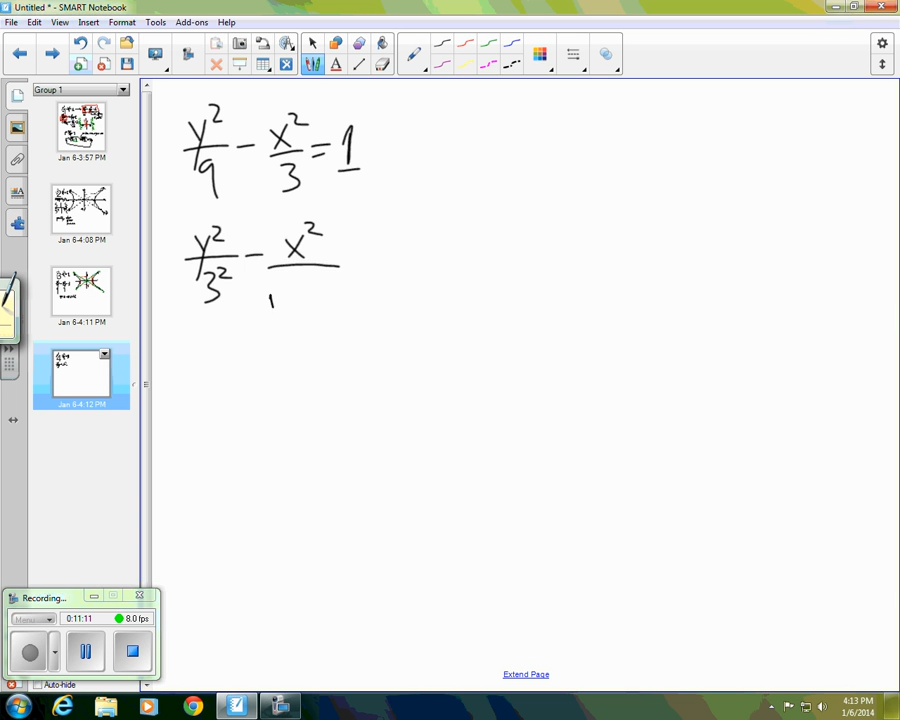 Untitled * - SMART Notebook
File Edit View Insert Format Tools Add-ons Help
Group 1
Jan 6-3:57 PM
Jan 6-4:08 PM
Jan 6-4:11 PM
Jan 6-4:12 PM
y²/9 - x²/3 = 1
y²/3² - x²/
Extend Page
Recording...
Menu
0:11:11 8.0 fps
Auto-hide
4:13 PM
1/6/2014